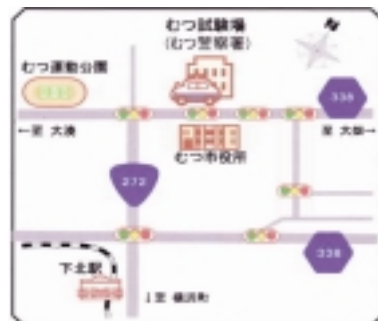 N
むつ試験場
(むつ警察署)
むつ運動公園
338
←至 大湊
至 大畑→
むつ市役所
272
338
下北駅
↓至 横浜町